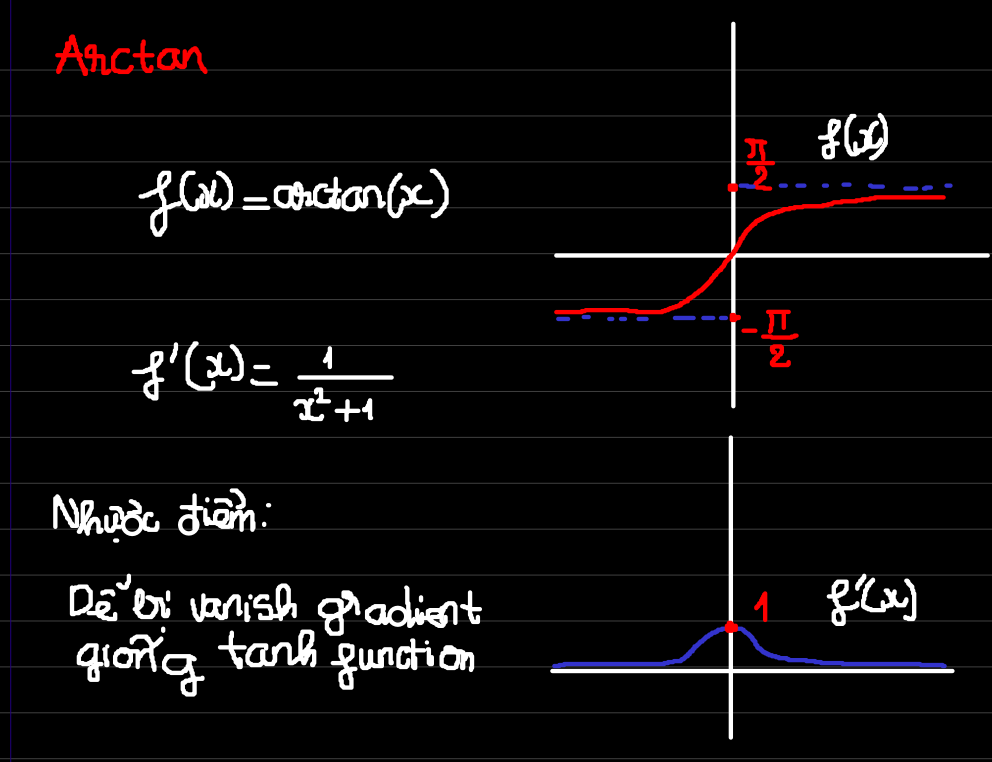 Arctan
f(x)
π/2
f(x) = arctan(x)
-π/2
f'(x) = 1/(x²+1)
Nhược điểm:
1
f'(x)
Dễ bị vanish gradient
giống tanh function